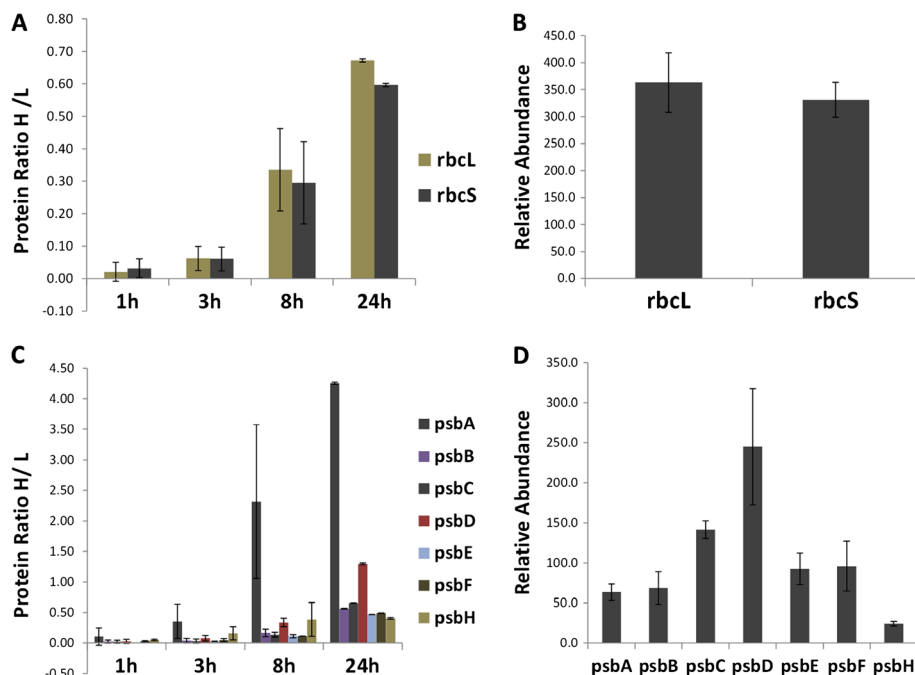 A
Protein Ratio H /L
0.80
0.70
0.60
0.50
0.40
0.30
0.20
0.10
0.00
-0.10
1h 3h 8h 24h
rbcL
rbcS
B
Relative Abundance
450.0
400.0
350.0
300.0
250.0
200.0
150.0
100.0
50.0
0.0
rbcL rbcS
C
Protein Ratio H/ L
4.50
4.00
3.50
3.00
2.50
2.00
1.50
1.00
0.50
0.00
-0.50
1h 3h 8h 24h
psbA
psbB
psbC
psbD
psbE
psbF
psbH
D
Relative Abundance
350.0
300.0
250.0
200.0
150.0
100.0
50.0
0.0
psbA psbB psbC psbD psbE psbF psbH